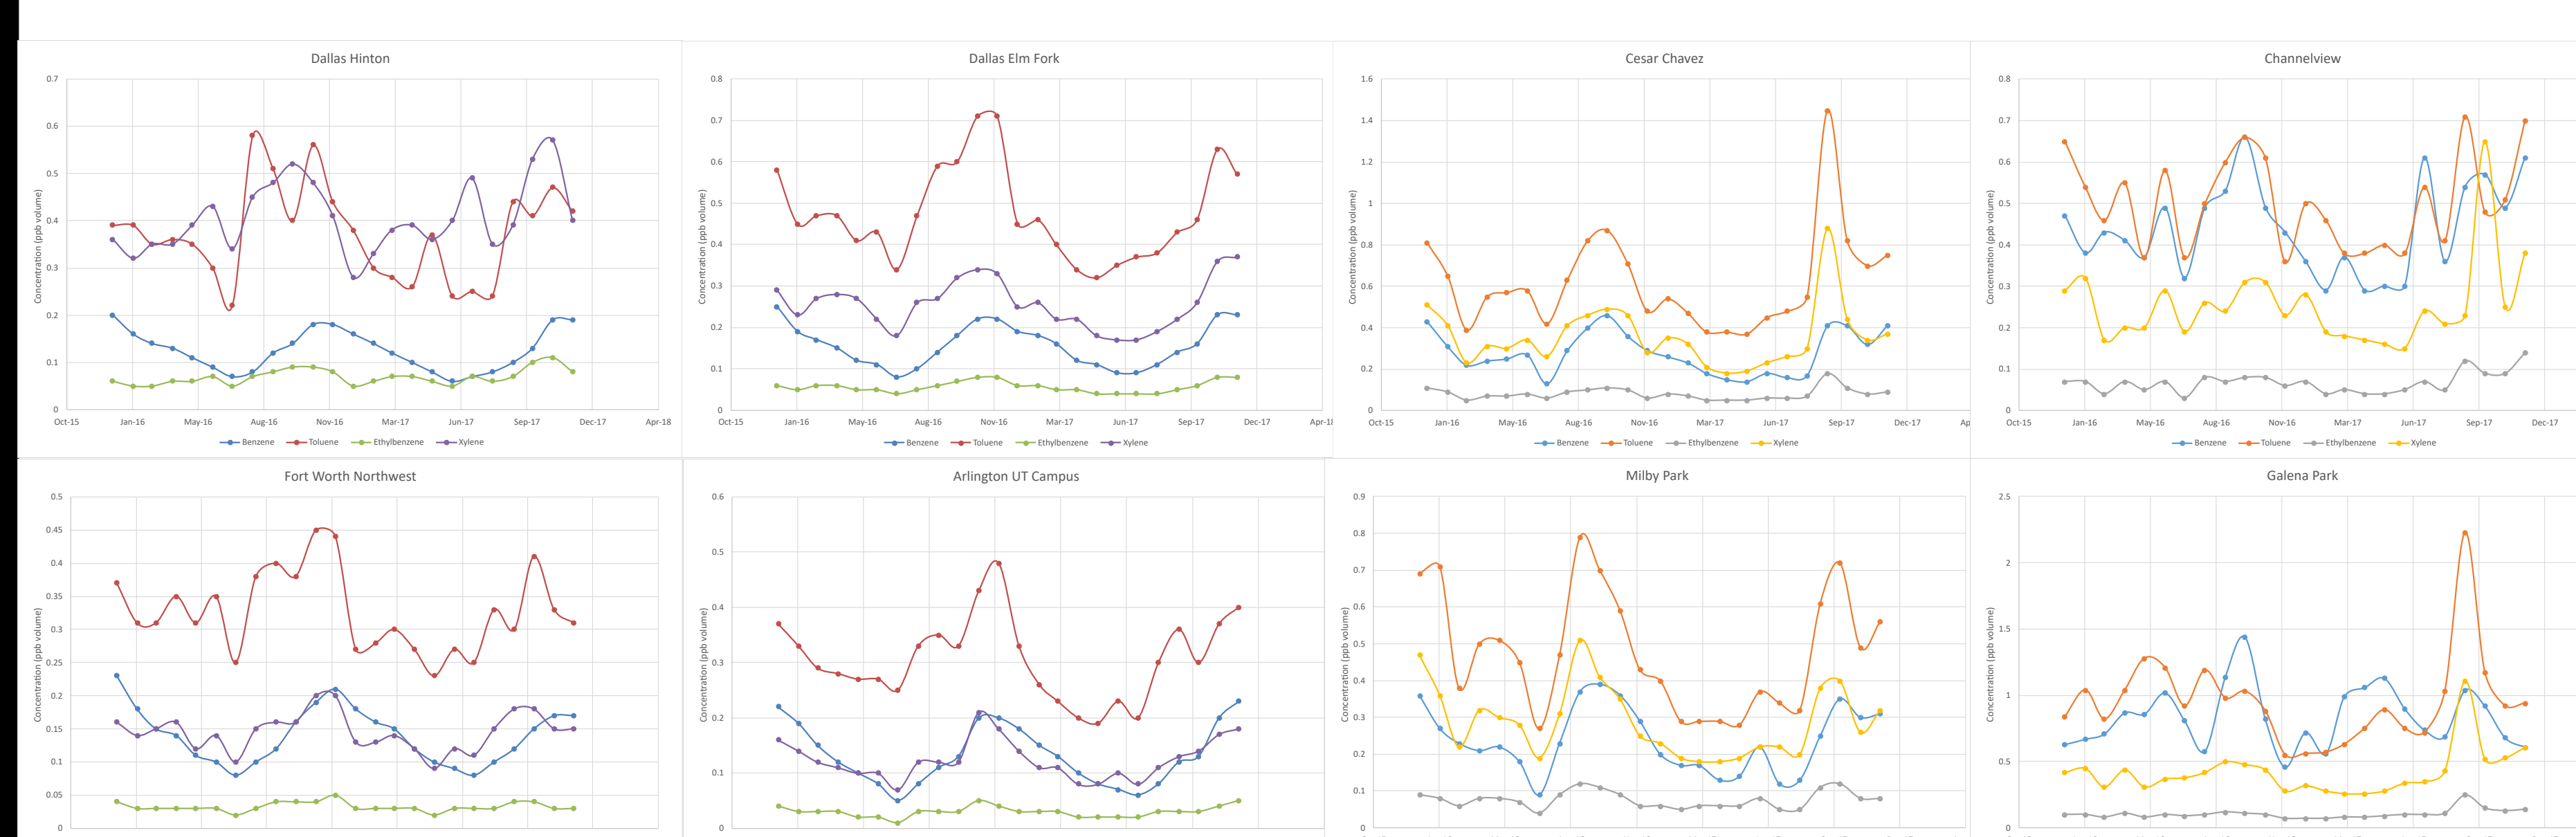 Dallas Hinton
0.7
0.6
0.5
0.4
0.3
0.2
0.1
0
Concentration (ppb volume)
Oct-15 Jan-16 May-16 Aug-16 Nov-16 Mar-17 Jun-17 Sep-17 Dec-17 Apr-18
Benzene Toluene Ethylbenzene Xylene
Dallas Elm Fork
0.8
0.7
0.6
0.5
0.4
0.3
0.2
0.1
0
Concentration (ppb volume)
Oct-15 Jan-16 May-16 Aug-16 Nov-16 Mar-17 Jun-17 Sep-17 Dec-17 Apr-1
Benzene Toluene Ethylbenzene Xylene
Cesar Chavez
1.6
1.4
1.2
1
0.8
0.6
0.4
0.2
0
Concentration (ppb volume)
Oct-15 Jan-16 May-16 Aug-16 Nov-16 Mar-17 Jun-17 Sep-17 Dec-17 Ap
Benzene Toluene Ethylbenzene Xylene
Channelview
0.8
0.7
0.6
0.5
0.4
0.3
0.2
0.1
0
Concentration (ppb volume)
Oct-15 Jan-16 May-16 Aug-16 Nov-16 Mar-17 Jun-17 Sep-17 Dec-17
Benzene Toluene Ethylbenzene Xylene
Fort Worth Northwest
0.5
0.45
0.4
0.35
0.3
0.25
0.2
0.15
0.1
0.05
0
Concentration (ppb volume)
Arlington UT Campus
0.6
0.5
0.4
0.3
0.2
0.1
0
Concentration (ppb volume)
Milby Park
0.9
0.8
0.7
0.6
0.5
0.4
0.3
0.2
0.1
0
Concentration (ppb volume)
Galena Park
2.5
2
1.5
1
0.5
0
Concentration (ppb volume)